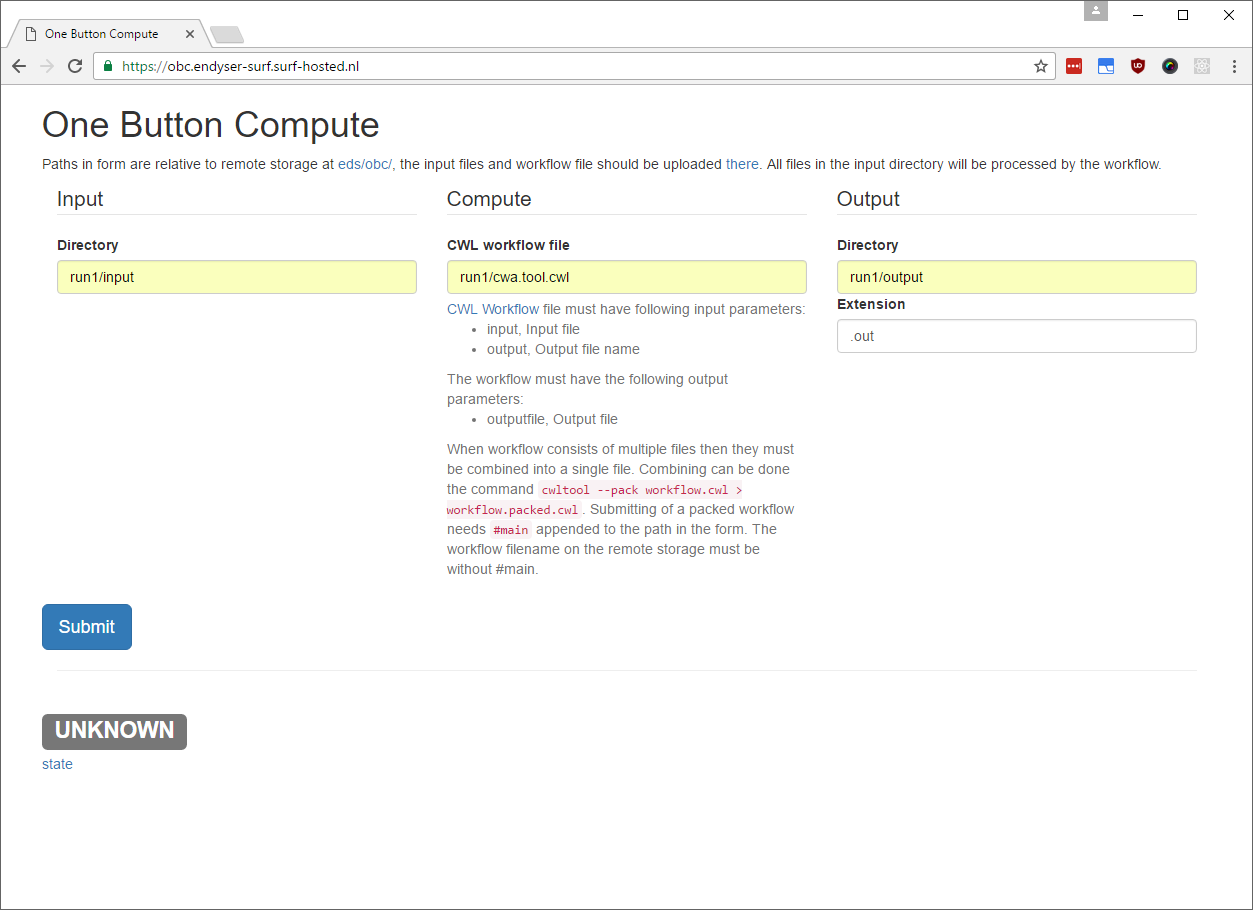 One Button Compute
https://obc.endyser-surf.surf-hosted.nl
One Button Compute
Paths in form are relative to remote storage at eds/obc/, the input files and workflow file should be uploaded there. All files in the input directory will be processed by the workflow.
Input
Directory
run1/input
Compute
CWL workflow file
run1/cwa.tool.cwl
CWL Workflow file must have following input parameters:
• input, Input file
• output, Output file name
The workflow must have the following output
parameters:
• outputfile, Output file
When workflow consists of multiple files then they must
be combined into a single file. Combining can be done
the command cwltool --pack workflow.cwl >
workflow.packed.cwl. Submitting of a packed workflow
needs #main appended to the path in the form. The
workflow filename on the remote storage must be
without #main.
Output
Directory
run1/output
Extension
.out
Submit
UNKNOWN
state